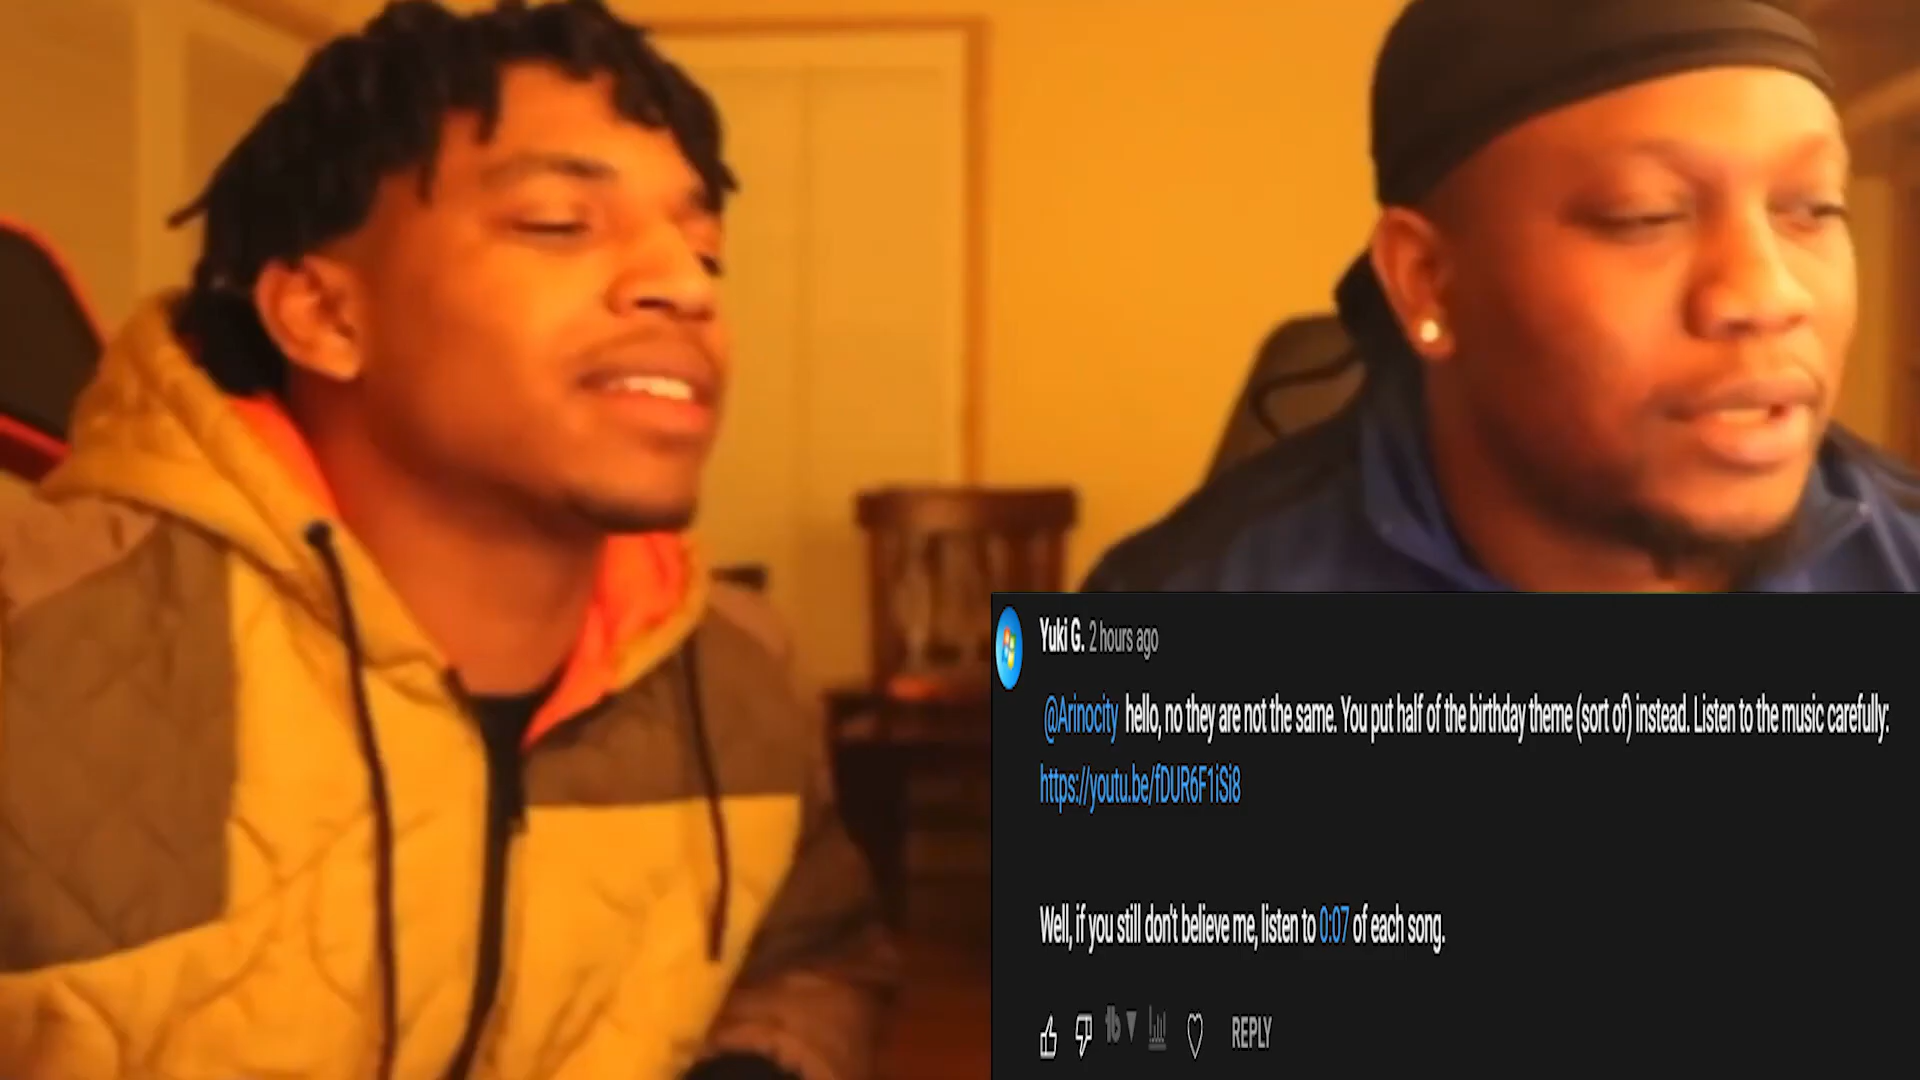 Yuki G. 2 hours ago
@Arinocity hello, no they are not the same. You put half of the birthday theme (sort of) instead. Listen to the music carefully:
https://youtu.be/fDUR6F1iSi8
Well, if you still don't believe me, listen to 0:07 of each song.
REPLY